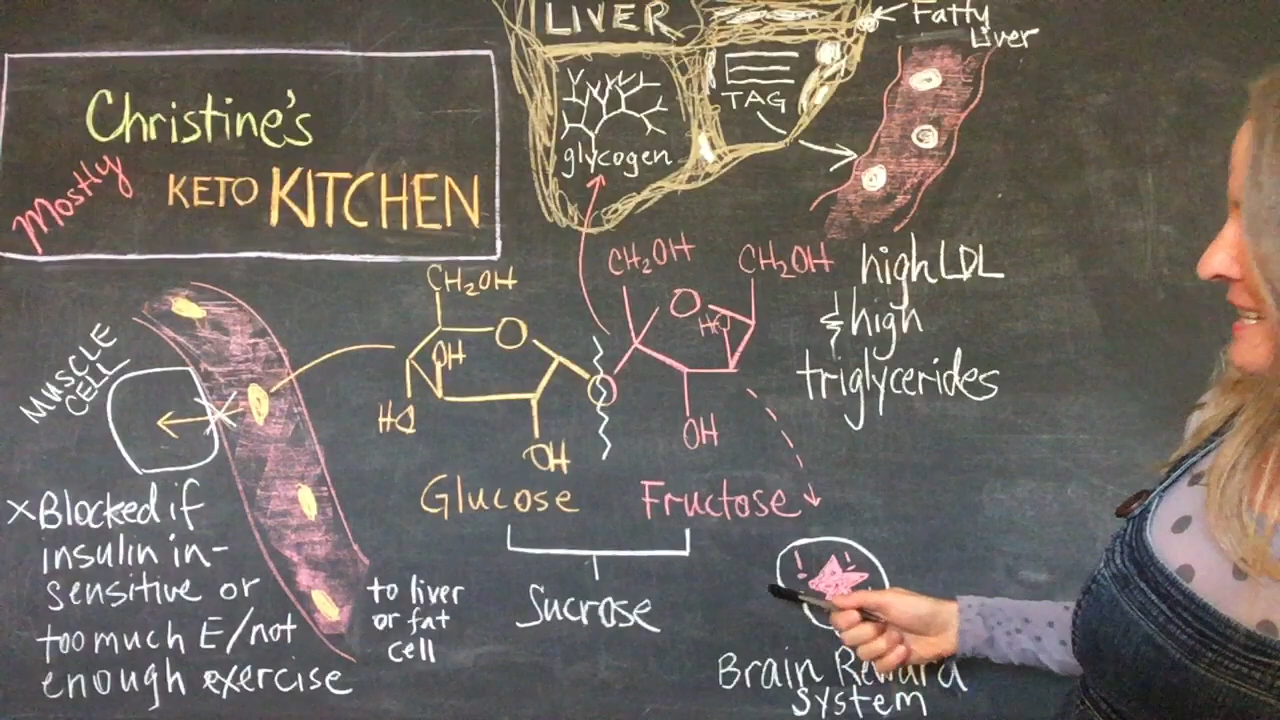 LIVER
Fatty
Liver
TAG
glycogen
Christine's
Mostly
KETO KITCHEN
CH₂OH
CH₂OH
CH₂OH
high LDL
& high
triglycerides
O
O
HO
OH
HO
OH
OH
O
MUSCLE
CELL
Glucose
Fructose
Sucrose
x Blocked if
insulin in-
sensitive or
too much E/not
enough exercise
to liver
or fat
cell
! !
Brain Reward
System